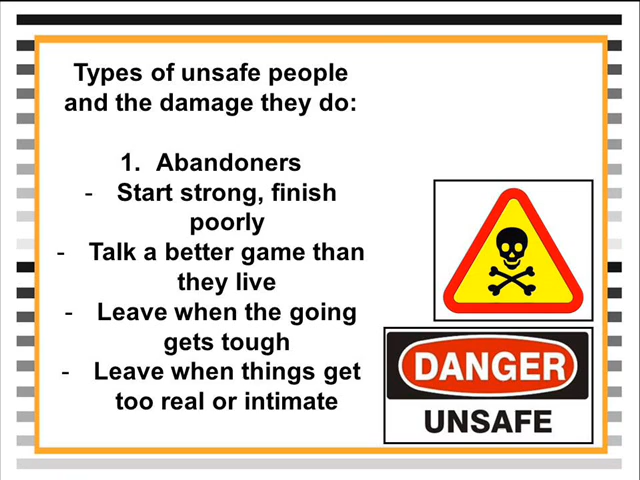 Types of unsafe people
and the damage they do:
1. Abandoners
- Start strong, finish
poorly
- Talk a better game than
they live
- Leave when the going
gets tough
- Leave when things get
too real or intimate
DANGER
UNSAFE